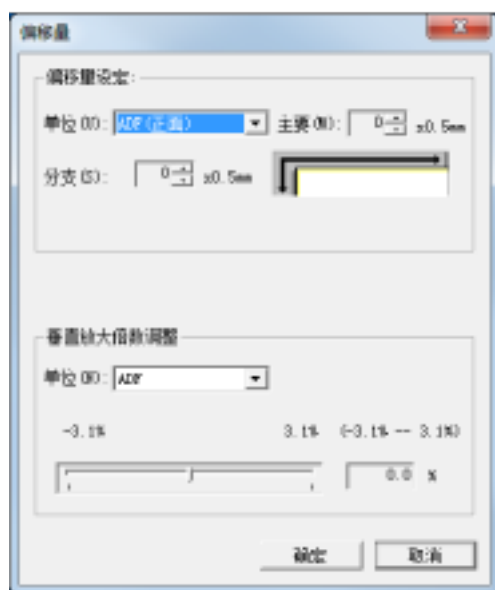 偏移量
偏移量设定:
单位(U): ADF(正面) 主要(M): 0 x0.5mm
分支(S): 0 x0.5mm
垂直放大倍数调整
单位(N): ADF
-3.1% 3.1% (-3.1% -- 3.1%)
0.0 %
确定 取消